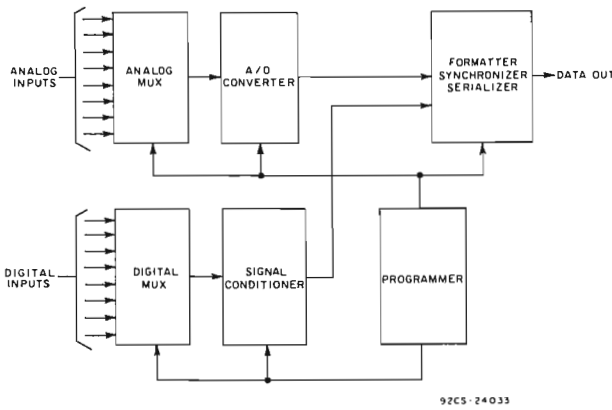 ANALOG
INPUTS
ANALOG
MUX
A/D
CONVERTER
FORMATTER
SYNCHRONIZER
SERIALIZER
DATA OUT
DIGITAL
INPUTS
DIGITAL
MUX
SIGNAL
CONDITIONER
PROGRAMMER
92CS-24033